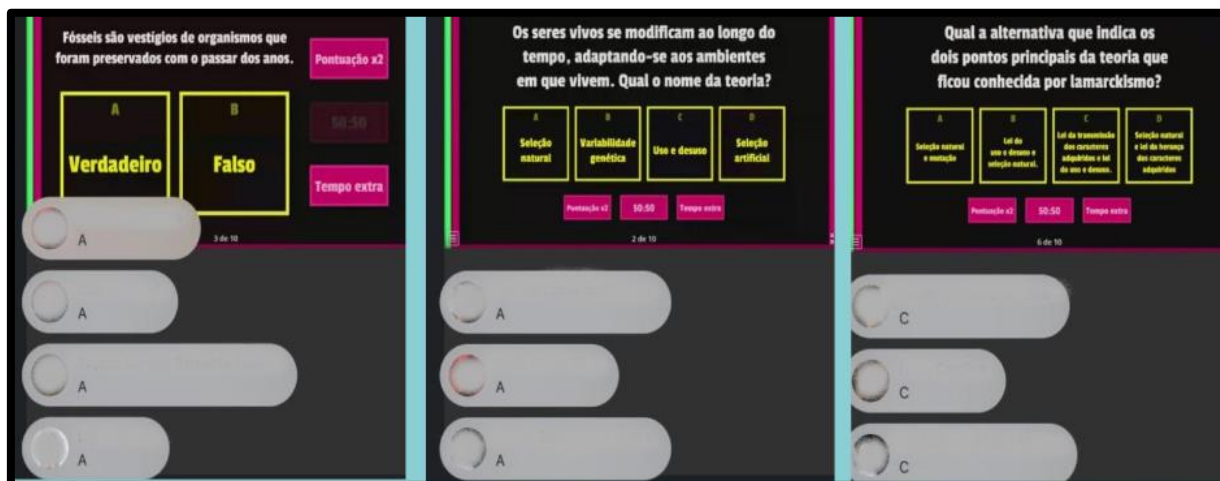 Fósseis são vestígios de organismos que
foram preservados com o passar dos anos.
Pontuação x2
50:50
Tempo extra
A
Verdadeiro
B
Falso
3 de 10
A
A
A
A
Os seres vivos se modificam ao longo do
tempo, adaptando-se aos ambientes
em que vivem. Qual o nome da teoria?
A
Seleção
natural
B
Variabilidade
genética
C
Uso e desuso
D
Seleção
artificial
Pontuação x2
50:50
Tempo extra
2 de 10
A
A
A
Qual a alternativa que indica os
dois pontos principais da teoria que
ficou conhecida por lamarckismo?
A
Seleção natural
e mutação
B
Lei do
uso e desuso e
seleção natural.
C
Lei da transmissão
dos caracteres
adquiridos e lei
do uso e desuso.
D
Seleção natural
e lei da herança
dos caracteres
adquiridos
Pontuação x2
50:50
Tempo extra
6 de 10
C
C
C